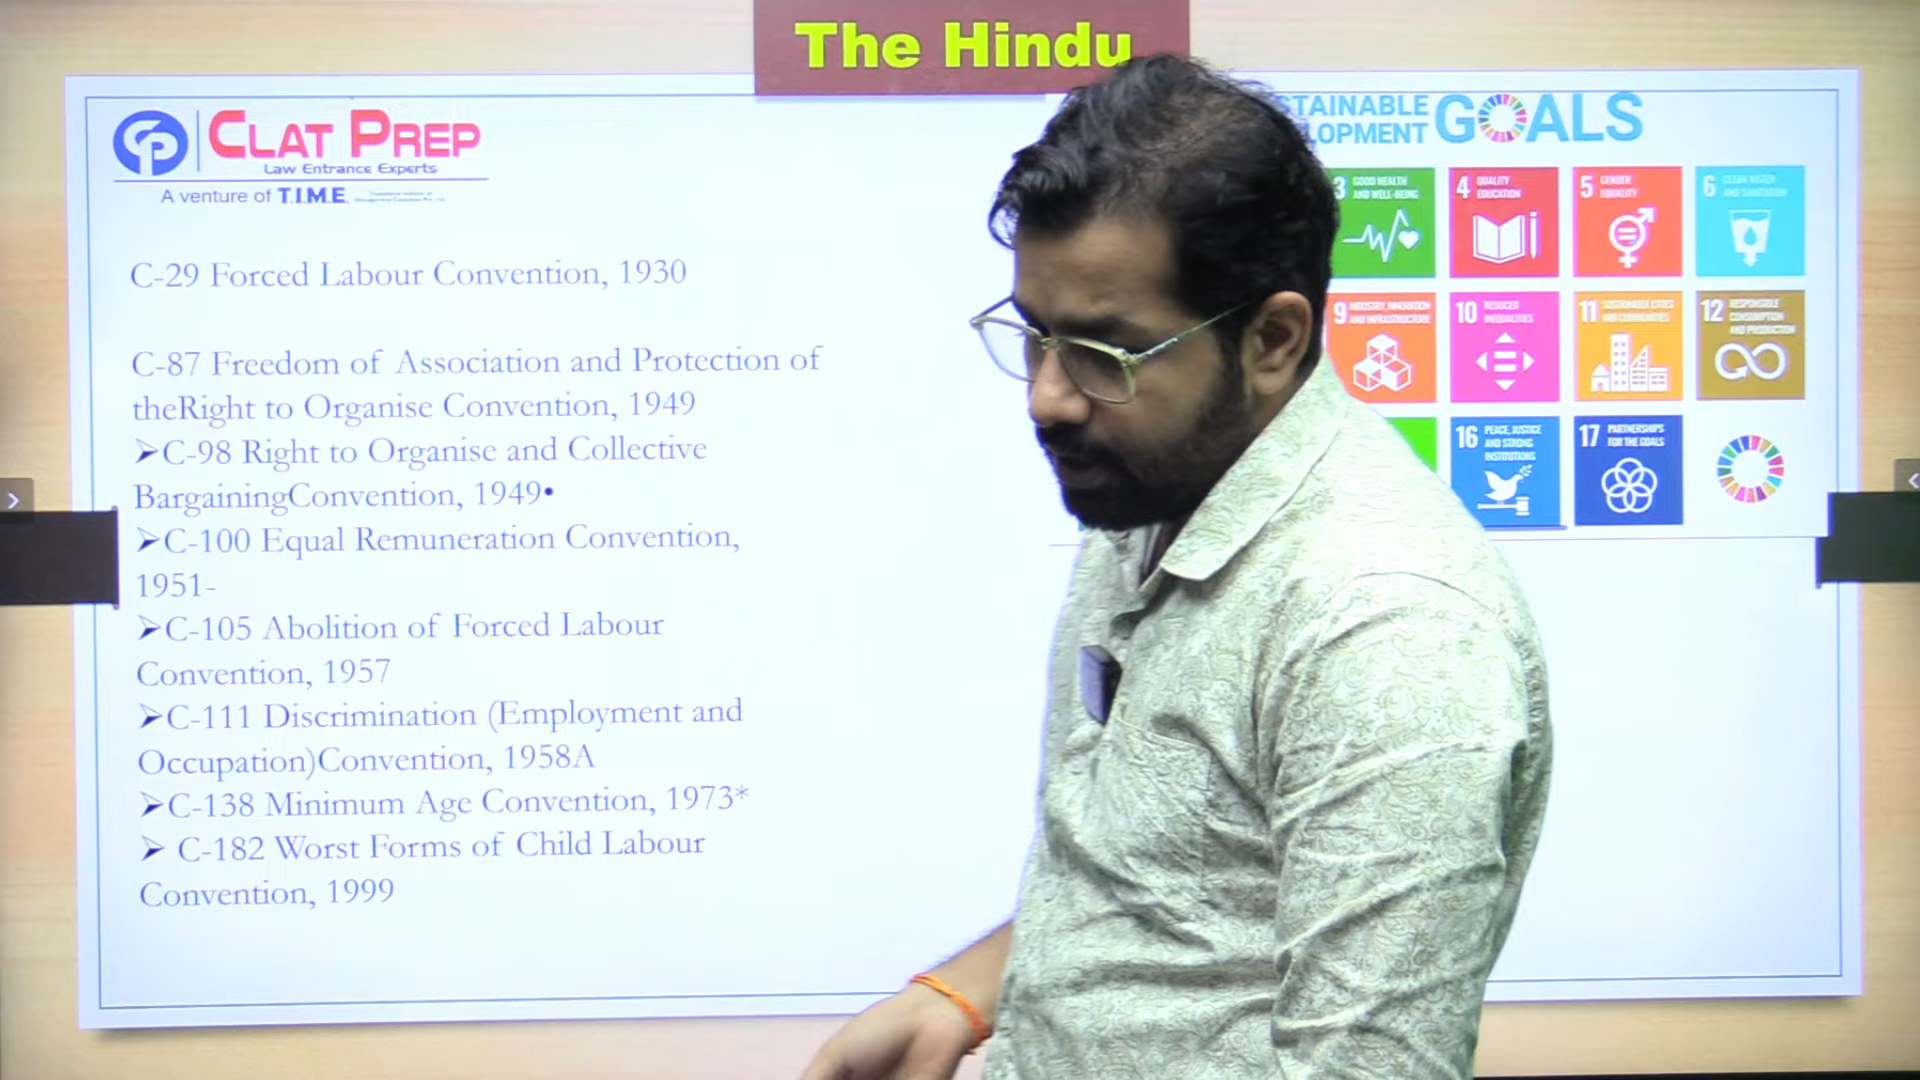 The Hindu
CLAT PREP
Law Entrance Experts
A venture of T.I.M.E.
C-29 Forced Labour Convention, 1930
C-87 Freedom of Association and Protection of
theRight to Organise Convention, 1949
➢C-98 Right to Organise and Collective
BargainingConvention, 1949•
➢C-100 Equal Remuneration Convention,
1951-
➢C-105 Abolition of Forced Labour
Convention, 1957
➢C-111 Discrimination (Employment and
Occupation)Convention, 1958A
➢C-138 Minimum Age Convention, 1973*
➢ C-182 Worst Forms of Child Labour
Convention, 1999
GOALS
3 GOOD HEALTH
AND WELL-BEING
4 QUALITY
EDUCATION
5 GENDER
EQUALITY
6 CLEAN WATER
AND SANITATION
9 INDUSTRY, INNOVATION
AND INFRASTRUCTURE
10 REDUCED
INEQUALITIES
11 SUSTAINABLE CITIES
AND COMMUNITIES
12 RESPONSIBLE
CONSUMPTION
AND PRODUCTION
16 PEACE, JUSTICE
AND STRONG
INSTITUTIONS
17 PARTNERSHIPS
FOR THE GOALS